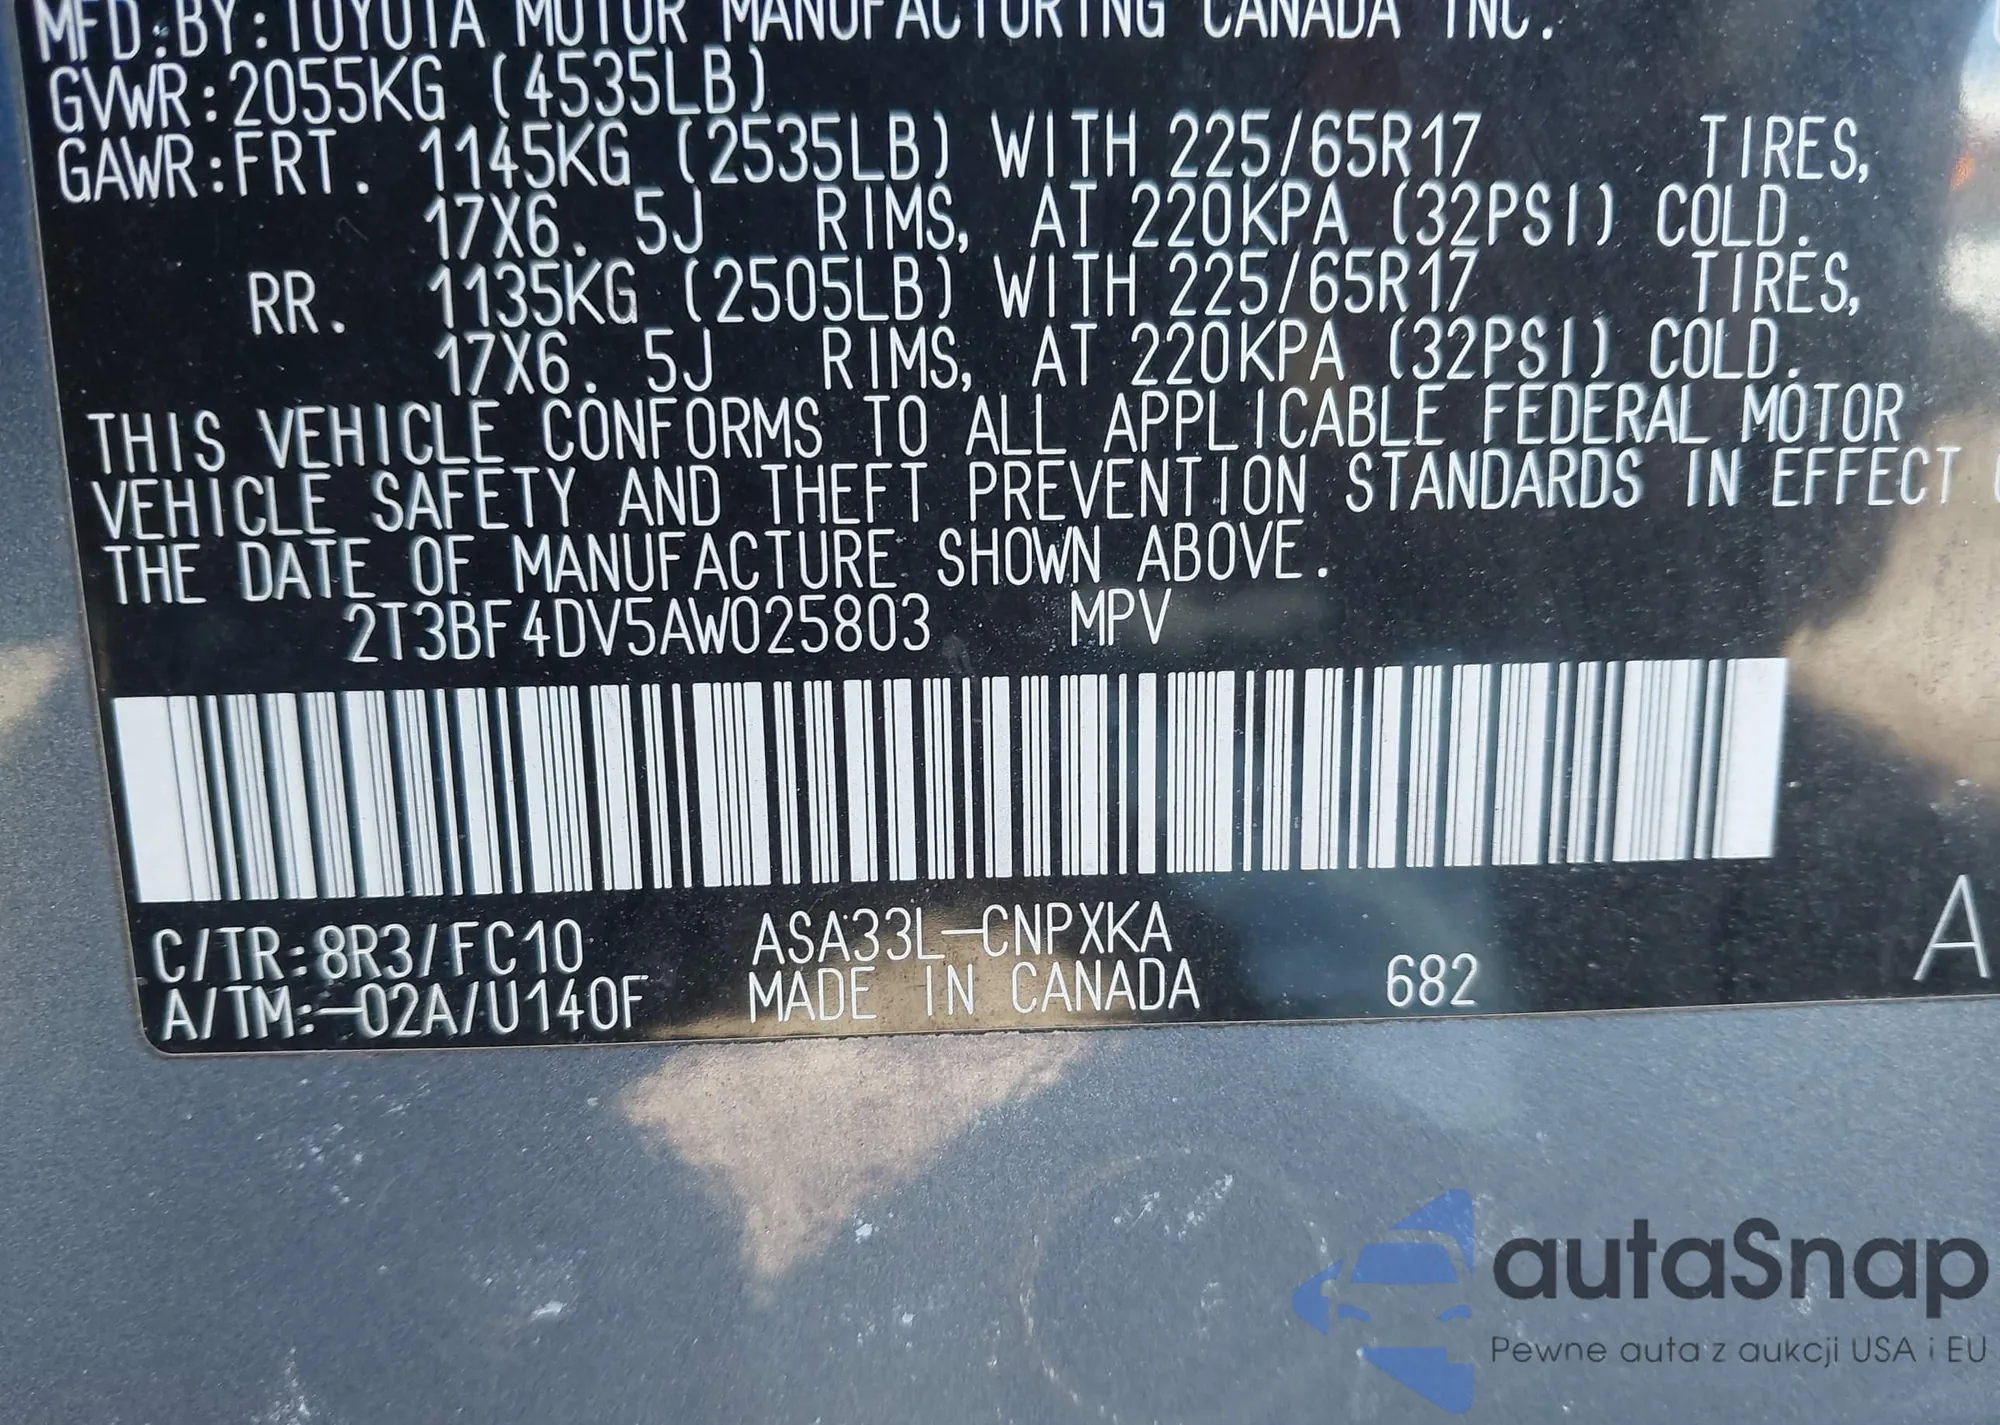 MFD.BY:TOYOTA MOTOR MANUFACTURING CANADA INC.
GVWR:2055KG (4535LB)
GAWR:FRT. 1145KG (2535LB) WITH 225/65R17 TIRES,
17X6. 5J RIMS, AT 220KPA (32PSI) COLD.
RR. 1135KG (2505LB) WITH 225/65R17 TIRES,
17X6. 5J RIMS, AT 220KPA (32PSI) COLD.
THIS VEHICLE CONFORMS TO ALL APPLICABLE FEDERAL MOTOR
VEHICLE SAFETY AND THEFT PREVENTION STANDARDS IN EFFECT
THE DATE OF MANUFACTURE SHOWN ABOVE.
2T3BF4DV5AW025803 MPV
C/TR:8R3/FC10 ASA33L-CNPXKA
A/TM:-02A/U140F MADE IN CANADA 682 A
autaSnap
Pewne auta z aukcji USA i EU